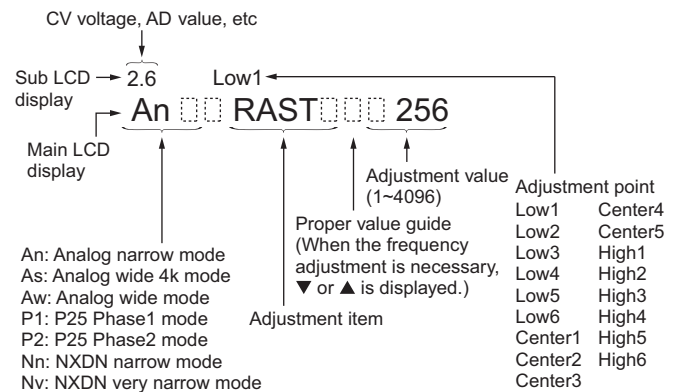 CV voltage, AD value, etc
Sub LCD display
2.6
Low1
Main LCD display
An RAST 256
Adjustment value
(1~4096)
Proper value guide
(When the frequency
adjustment is necessary,
▼ or ▲ is displayed.)
Adjustment item
An: Analog narrow mode
As: Analog wide 4k mode
Aw: Analog wide mode
P1: P25 Phase1 mode
P2: P25 Phase2 mode
Nn: NXDN narrow mode
Nv: NXDN very narrow mode
Adjustment point
Low1 Center4
Low2 Center5
Low3 High1
Low4 High2
Low5 High3
Low6 High4
Center1 High5
Center2 High6
Center3